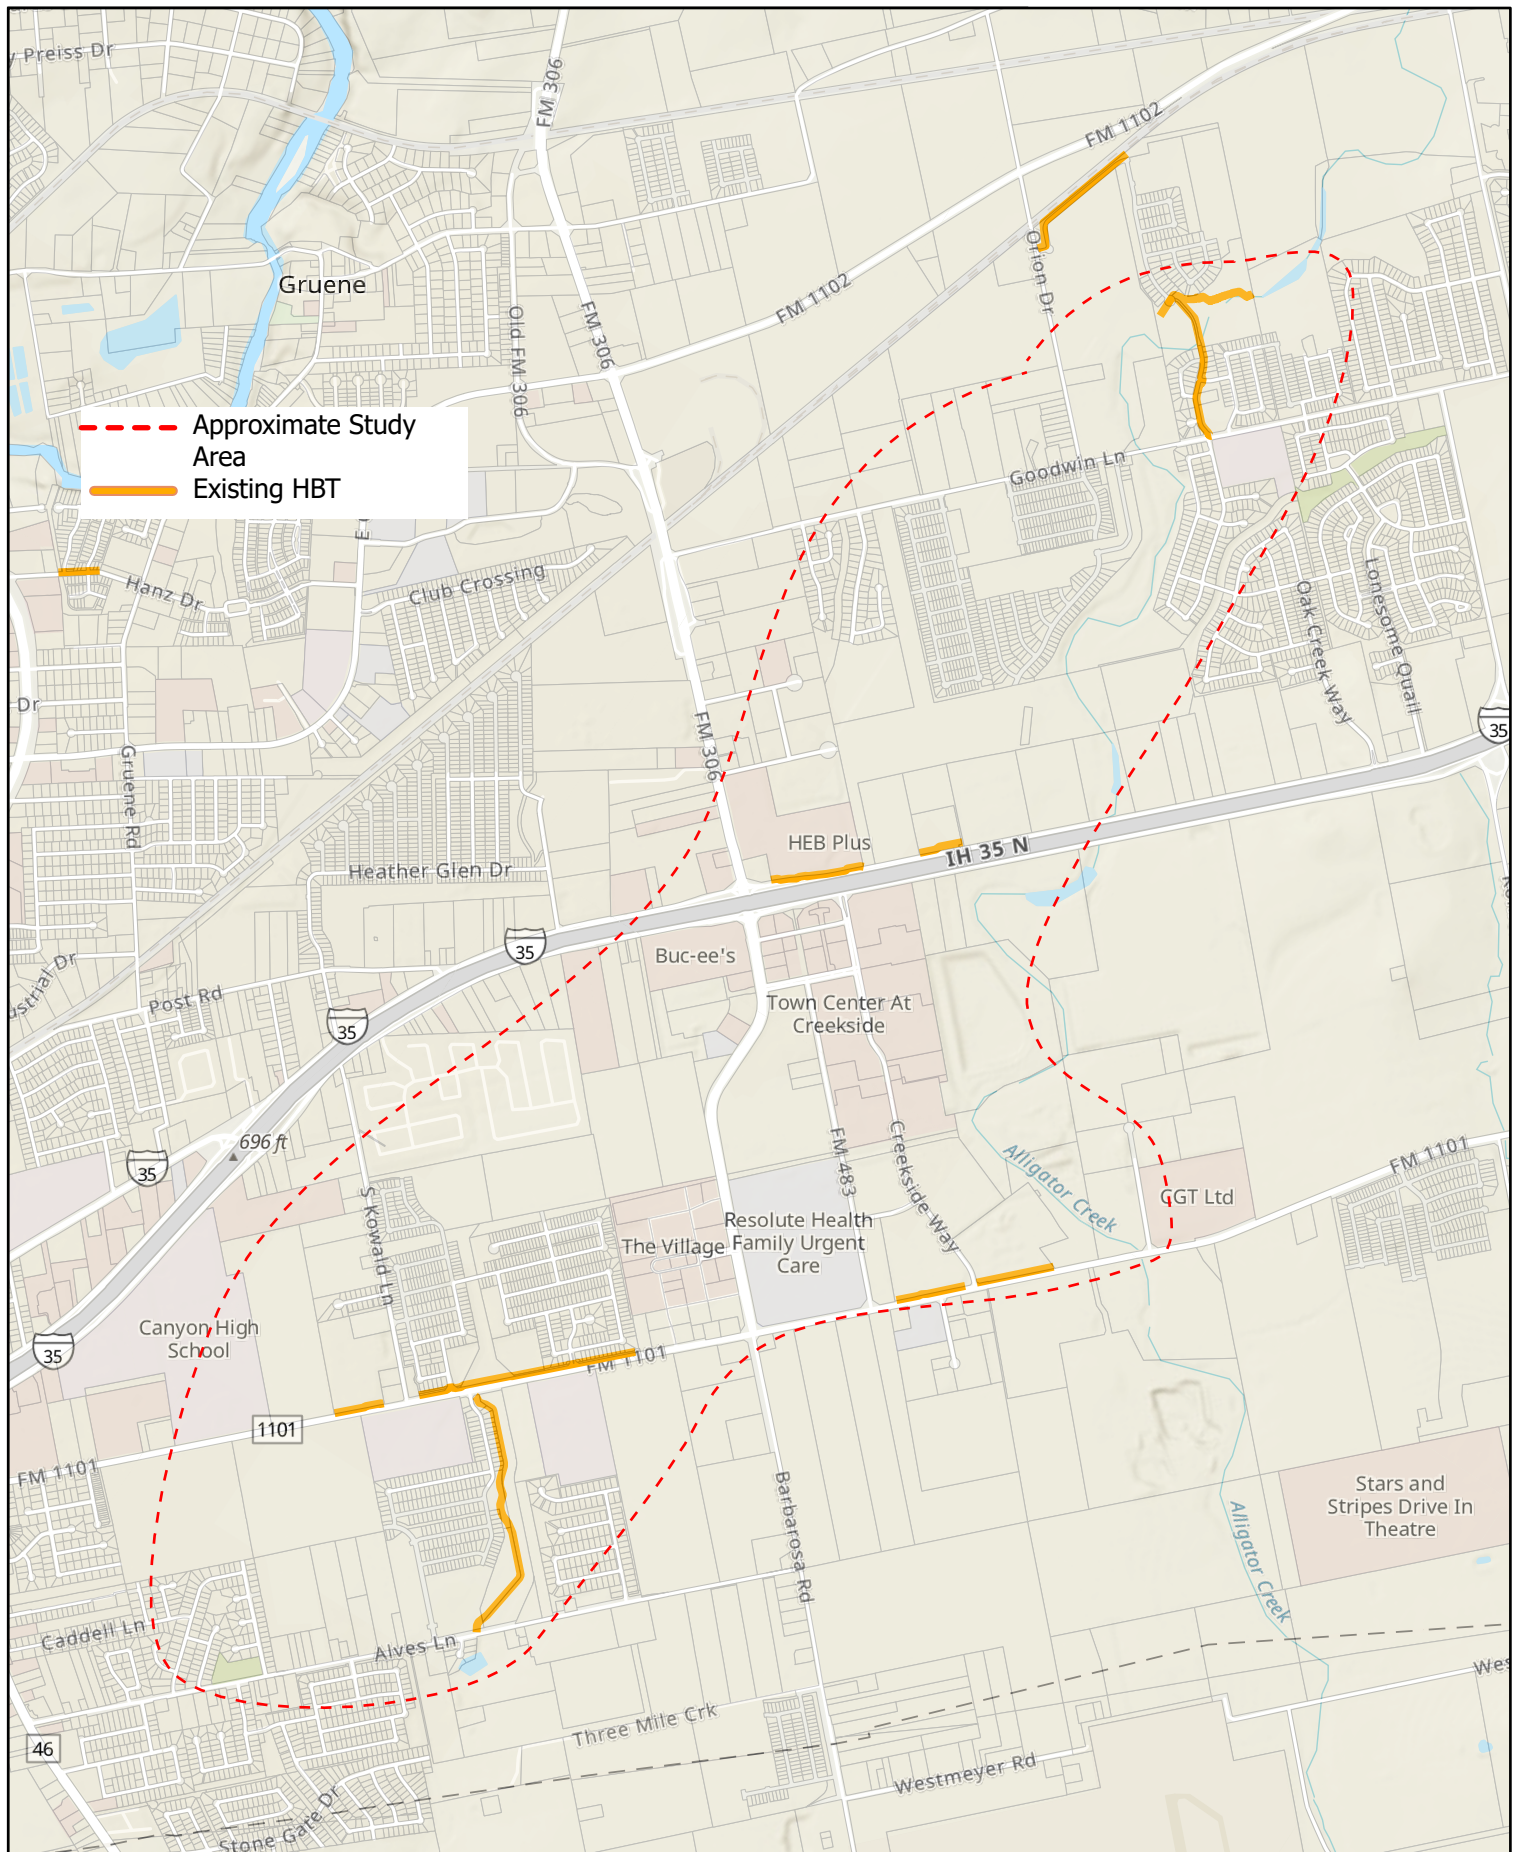 y Preiss Dr
FM 306
FM 1102
Gruene
Orion Dr
FM 1102
FM 306
Old FM 306
Approximate Study
Area
Existing HBT
Goodwin Ln
E
Hanz Dr
Club Crossing
Oak Creek Way
Lonesome Quail
Dr
FM 306
35
Gruene Rd
HEB Plus
IH 35 N
Heather Glen Dr
35
Buc-ee's
ustrial Dr
Post Rd
Town Center At
Creekside
35
696 ft
35
FM 483
Creekside Way
Alligator Creek
FM 1101
CGT Ltd
S Kowald Ln
Resolute Health
Family Urgent
Care
The Village
Canyon High
School
35
FM 1101
1101
FM 1101
Barbarosa Rd
Stars and
Stripes Drive In
Theatre
Alligator Creek
Caddell Ln
Alves Ln
Wes
Three Mile Crk
46
Westmeyer Rd
Stone Gate Dr